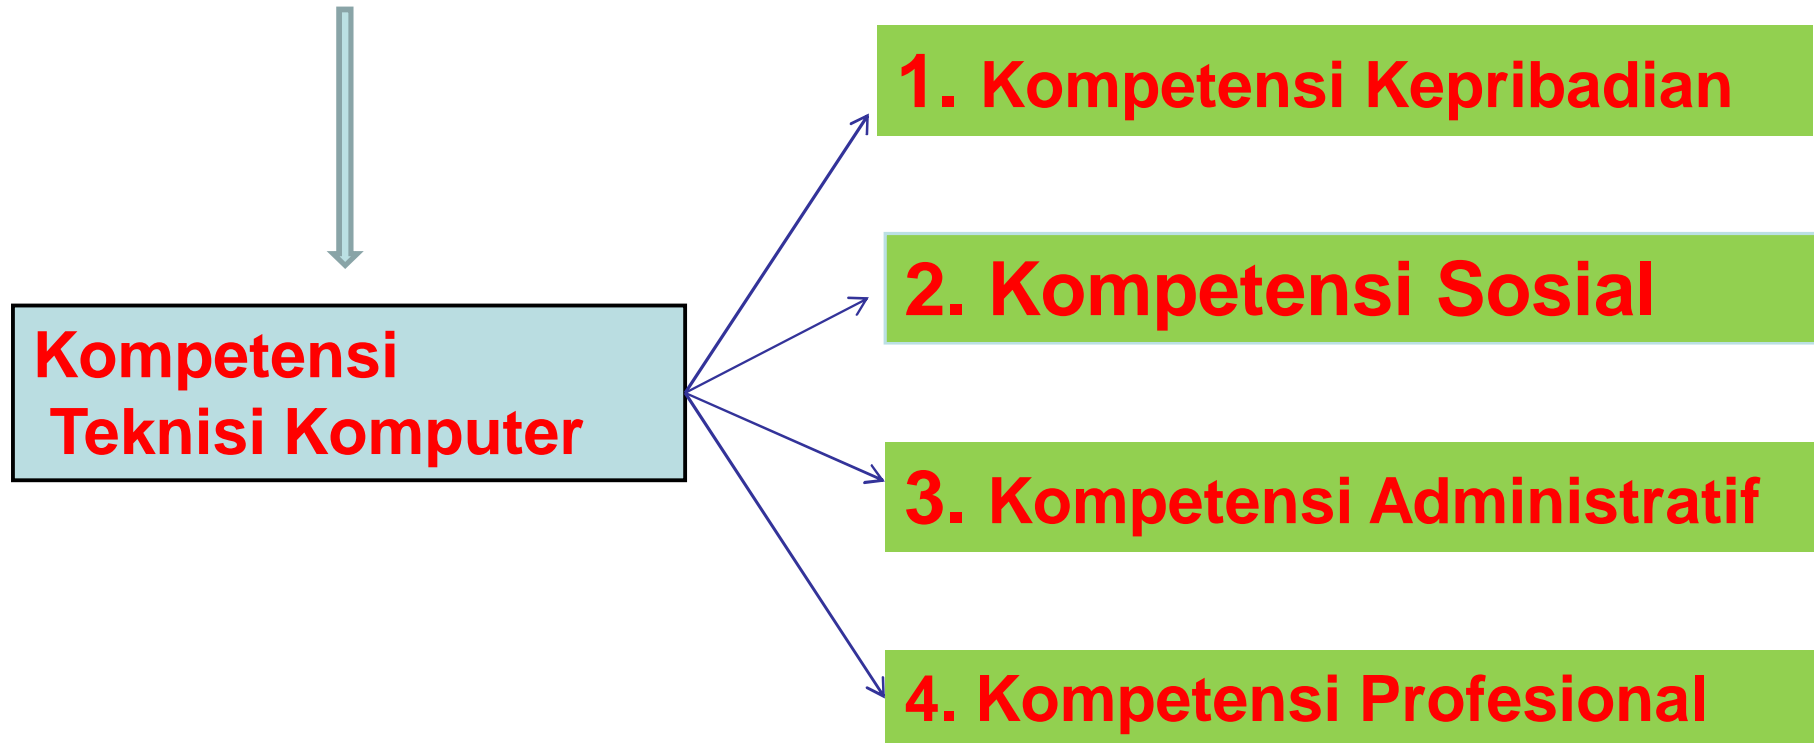 Kompetensi
Teknisi Komputer
1. Kompetensi Kepribadian
2. Kompetensi Sosial
3. Kompetensi Administratif
4. Kompetensi Profesional